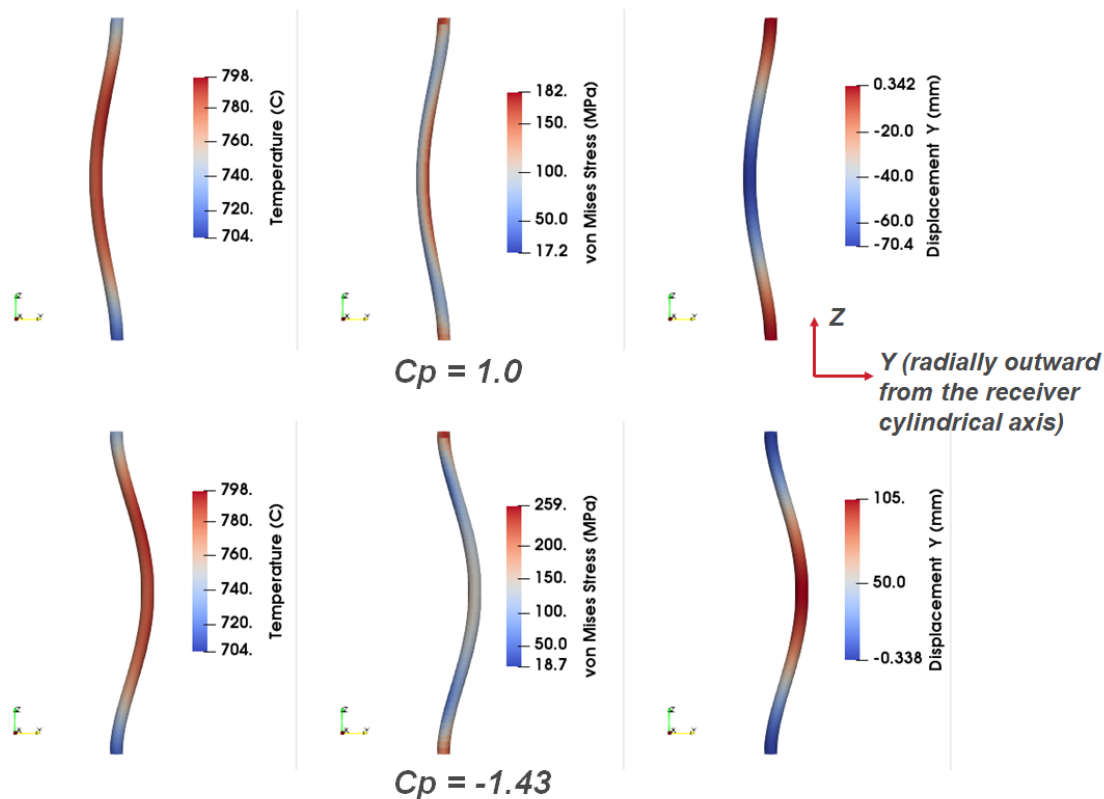 798.
780.
760.
740.
720.
704.
Temperature (C)
182.
150.
100.
50.0
17.2
von Mises Stress (MPa)
0.342
-20.0
-40.0
-60.0
-70.4
Displacement Y (mm)
Z
X
Y
Z
X
Y
Z
X
Y
Z
Y (radially outward
from the receiver
cylindrical axis)
Cp = 1.0
798.
780.
760.
740.
720.
704.
Temperature (C)
259.
200.
150.
100.
50.0
18.7
von Mises Stress (MPa)
105.
50.0
-0.338
Displacement Y (mm)
Z
X
Y
Z
X
Y
Z
X
Y
Cp = -1.43